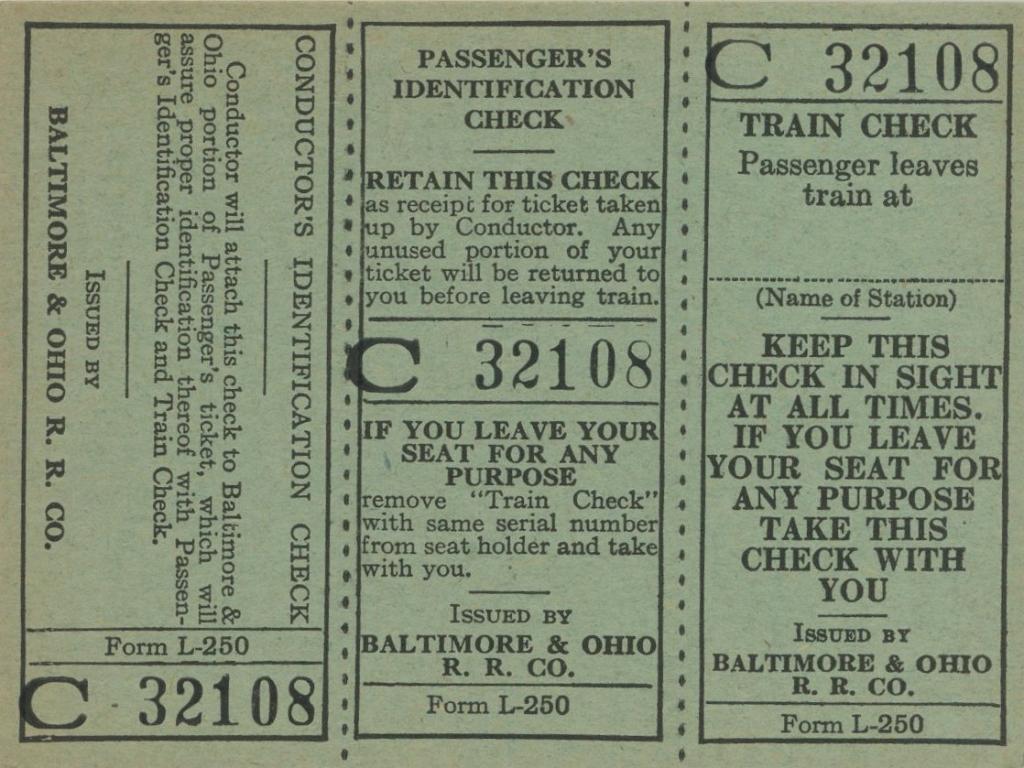 CONDUCTOR'S IDENTIFICATION CHECK
Conductor will attach this check to Baltimore &
Ohio portion of Passenger's ticket, which will
assure proper identification thereof with Passen-
ger's Identification Check and Train Check.
ISSUED BY
BALTIMORE & OHIO R. R. CO.
Form L-250
C 32108
PASSENGER'S
IDENTIFICATION
CHECK
RETAIN THIS CHECK
as receipt for ticket taken
up by Conductor. Any
unused portion of your
ticket will be returned to
you before leaving train.
C 32108
IF YOU LEAVE YOUR
SEAT FOR ANY
PURPOSE
remove "Train Check"
with same serial number
from seat holder and take
with you.
ISSUED BY
BALTIMORE & OHIO
R. R. CO.
Form L-250
C 32108
TRAIN CHECK
Passenger leaves
train at
(Name of Station)
KEEP THIS
CHECK IN SIGHT
AT ALL TIMES.
IF YOU LEAVE
YOUR SEAT FOR
ANY PURPOSE
TAKE THIS
CHECK WITH
YOU
ISSUED BY
BALTIMORE & OHIO
R. R. CO.
Form L-250